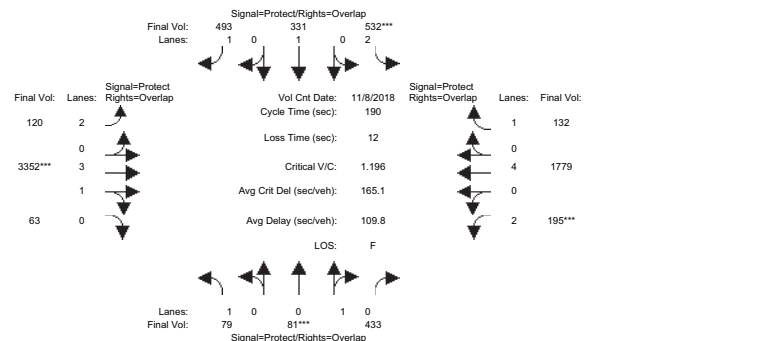 Signal=Protect/Rights=Overlap
Final Vol: 493 331 532***
Lanes: 1 0 1 0 2
Signal=Protect
Final Vol: Lanes: Rights=Overlap
Vol Cnt Date: 11/8/2018
Signal=Protect
Rights=Overlap Lanes: Final Vol:
Cycle Time (sec): 190
120 2
1 132
Loss Time (sec): 12
0
0
3352*** 3
Critical V/C: 1.196
4 1779
1
Avg Crit Del (sec/veh): 165.1
0
63 0
Avg Delay (sec/veh): 109.8
2 195***
LOS: F
Lanes: 1 0 0 1 0
Final Vol: 79 81*** 433
Signal=Protect/Rights=Overlap